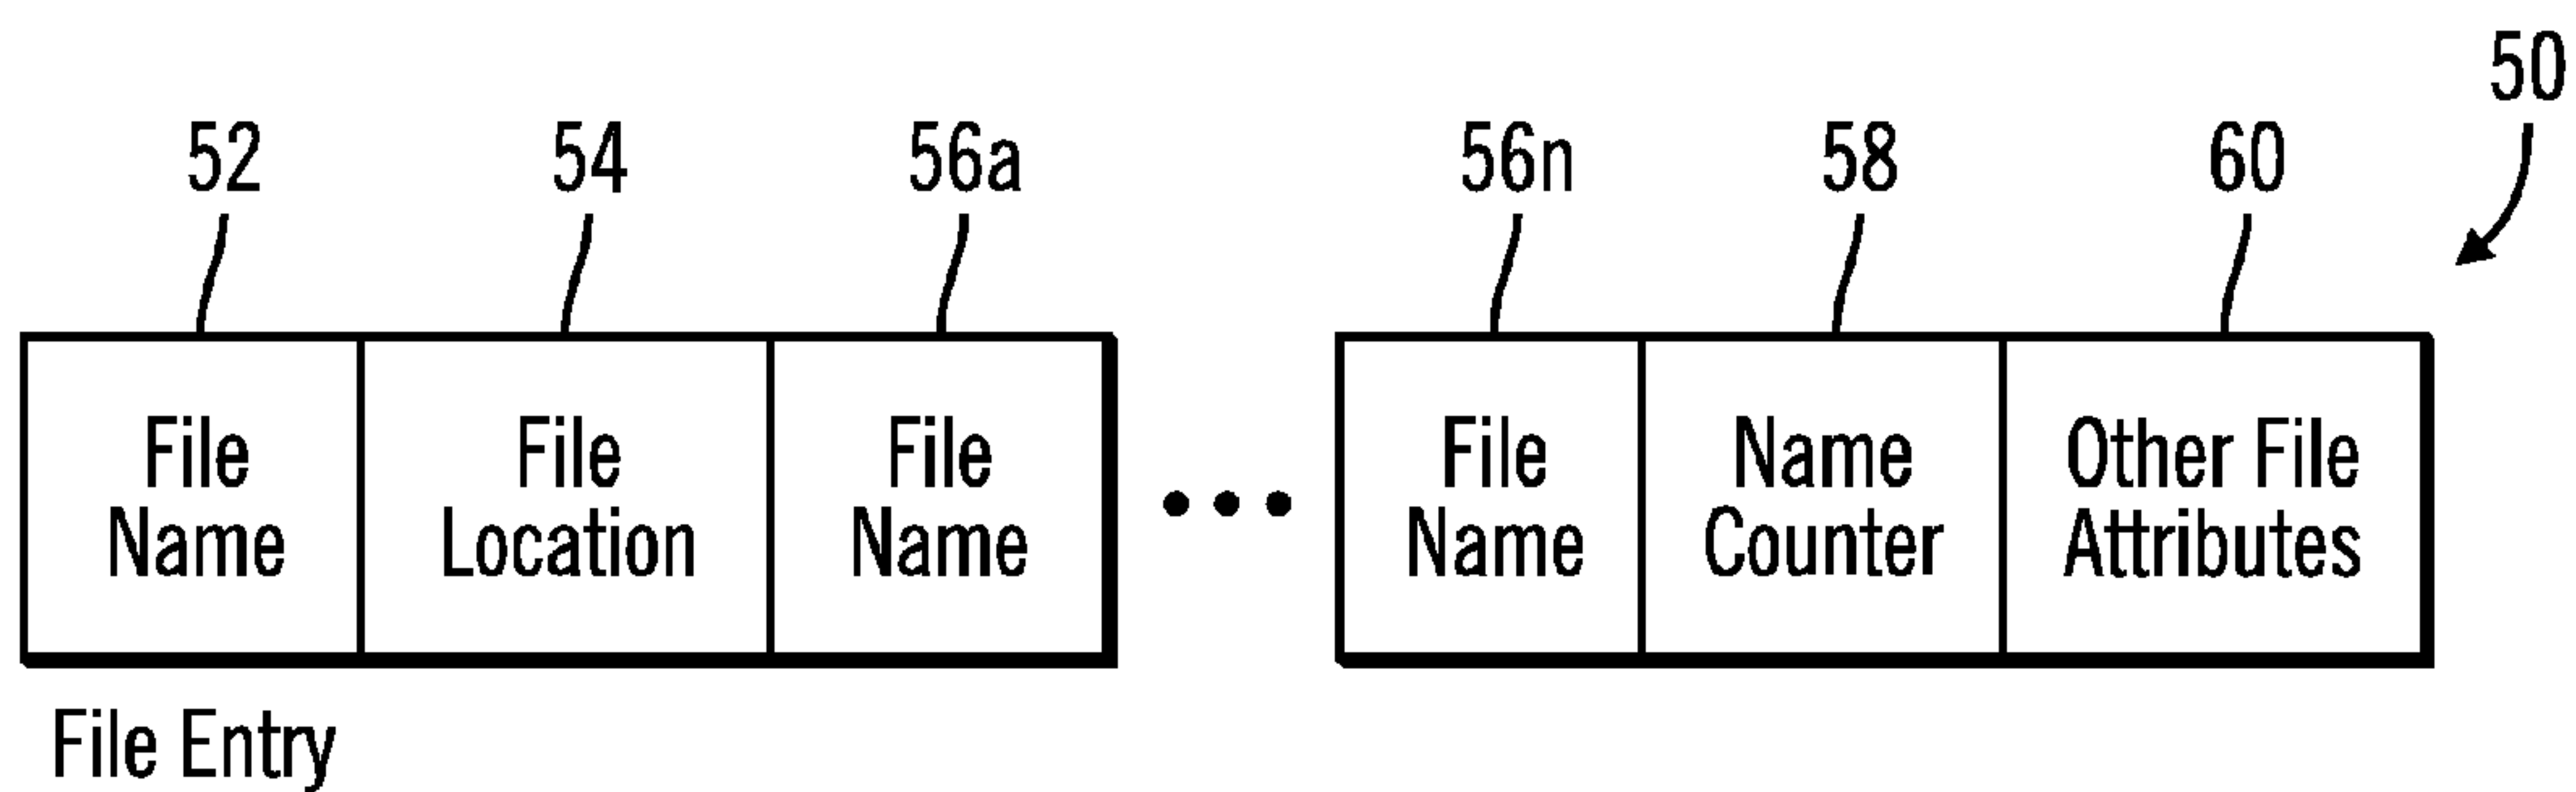 50
52 54 56a 56n 58 60
File File File File Name Other File
Name Location Name Name Counter Attributes
File Entry